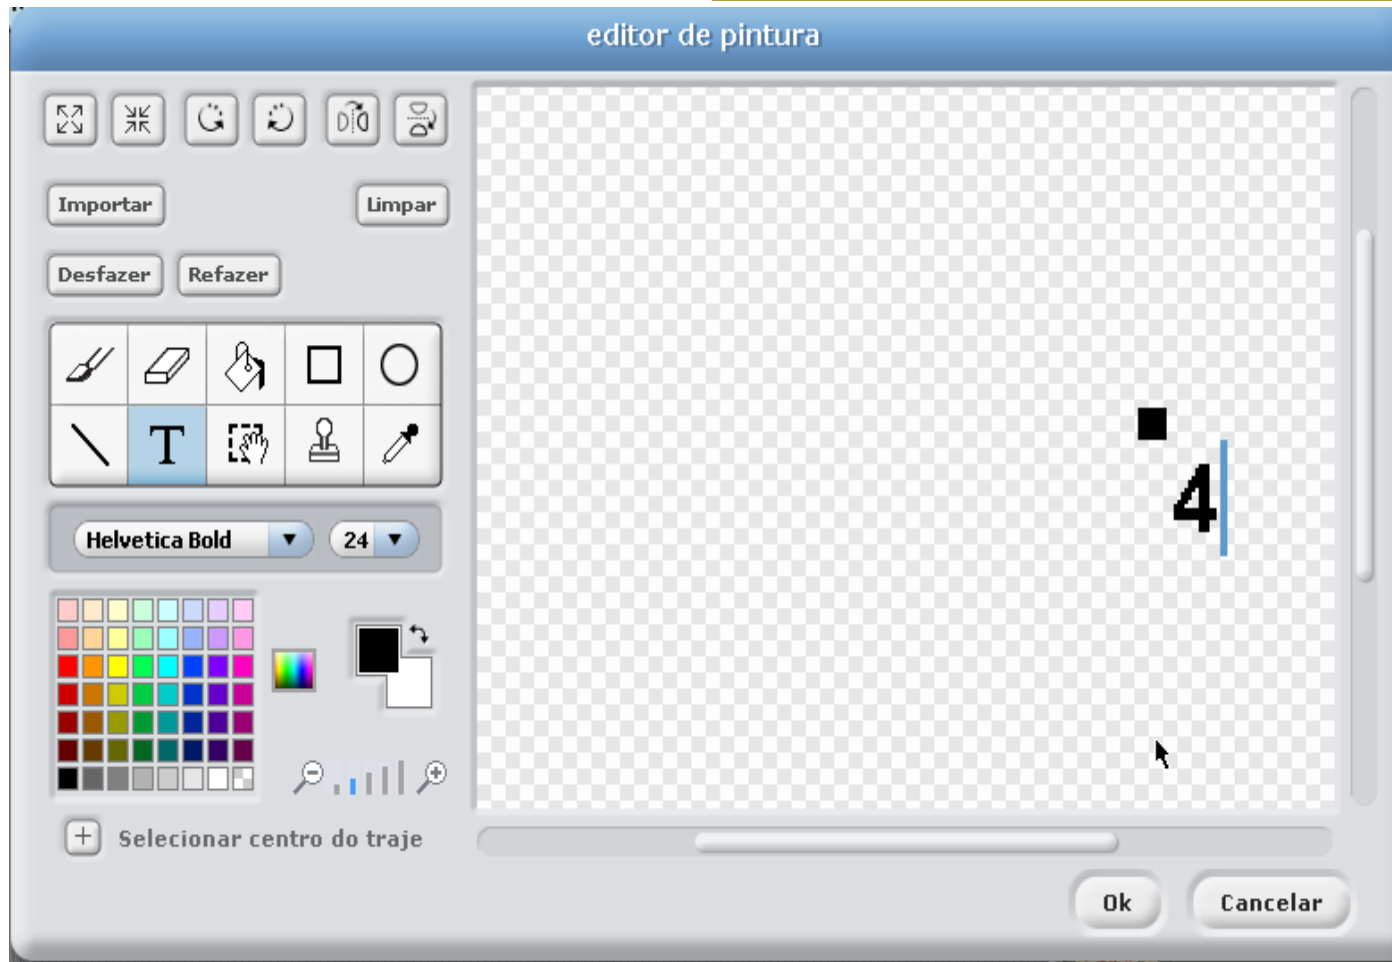 editor de pintura
Importar
Limpar
Desfazer
Refazer
T
Helvetica Bold
24
4
Selecionar centro do traje
Ok
Cancelar